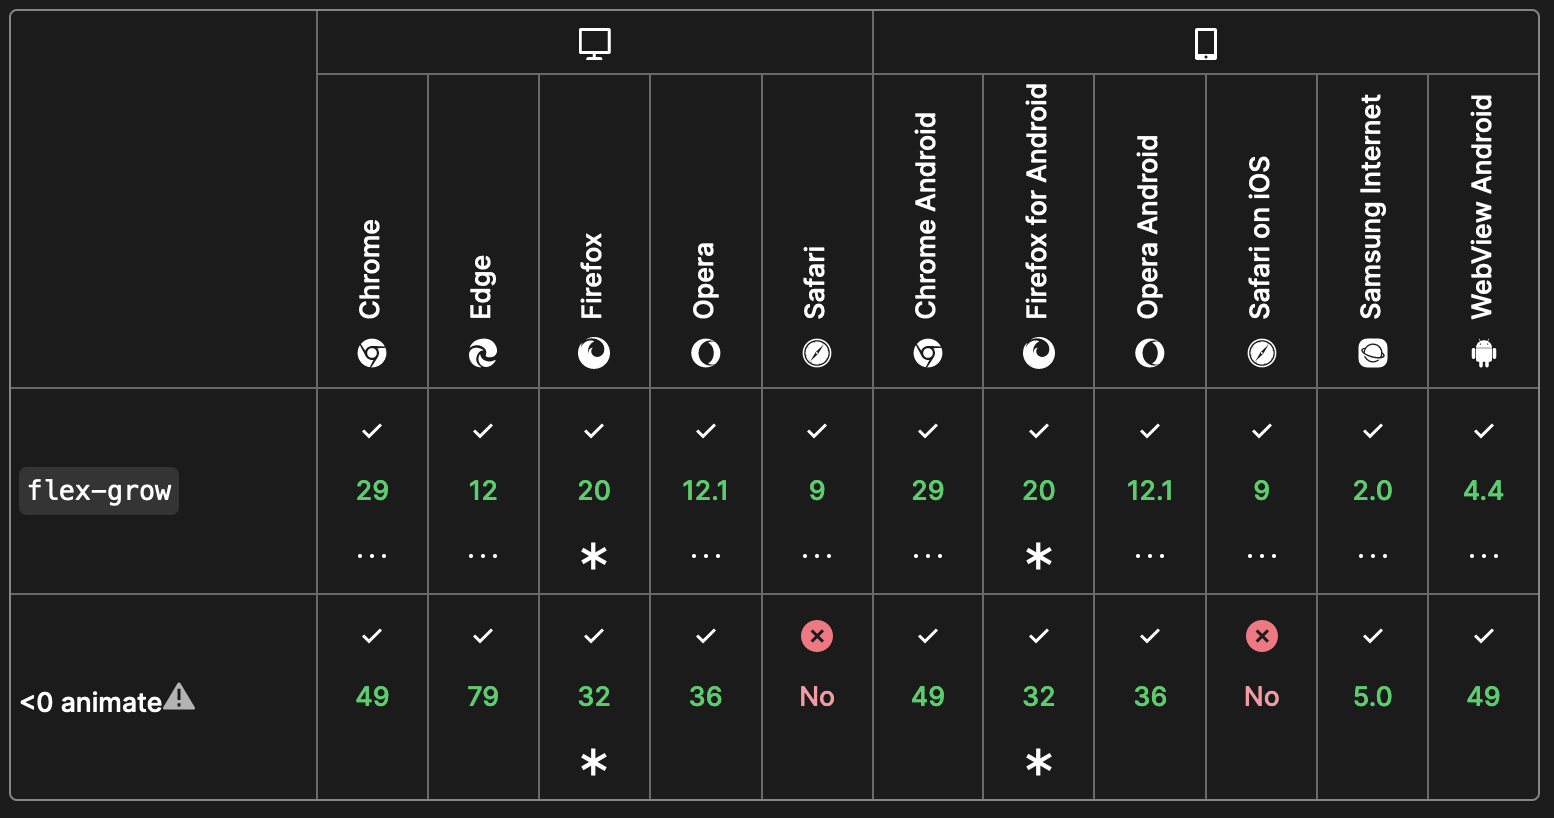 Chrome
Edge
Firefox
Opera
Safari
Chrome Android
Firefox for Android
Opera Android
Safari on iOS
Samsung Internet
WebView Android
flex-grow
29 12 20 12.1 9 29 20 12.1 9 2.0 4.4
... ... * ... ... ... * ... ... ... ...
<0 animate
49 79 32 36 No 49 32 36 No 5.0 49
* *